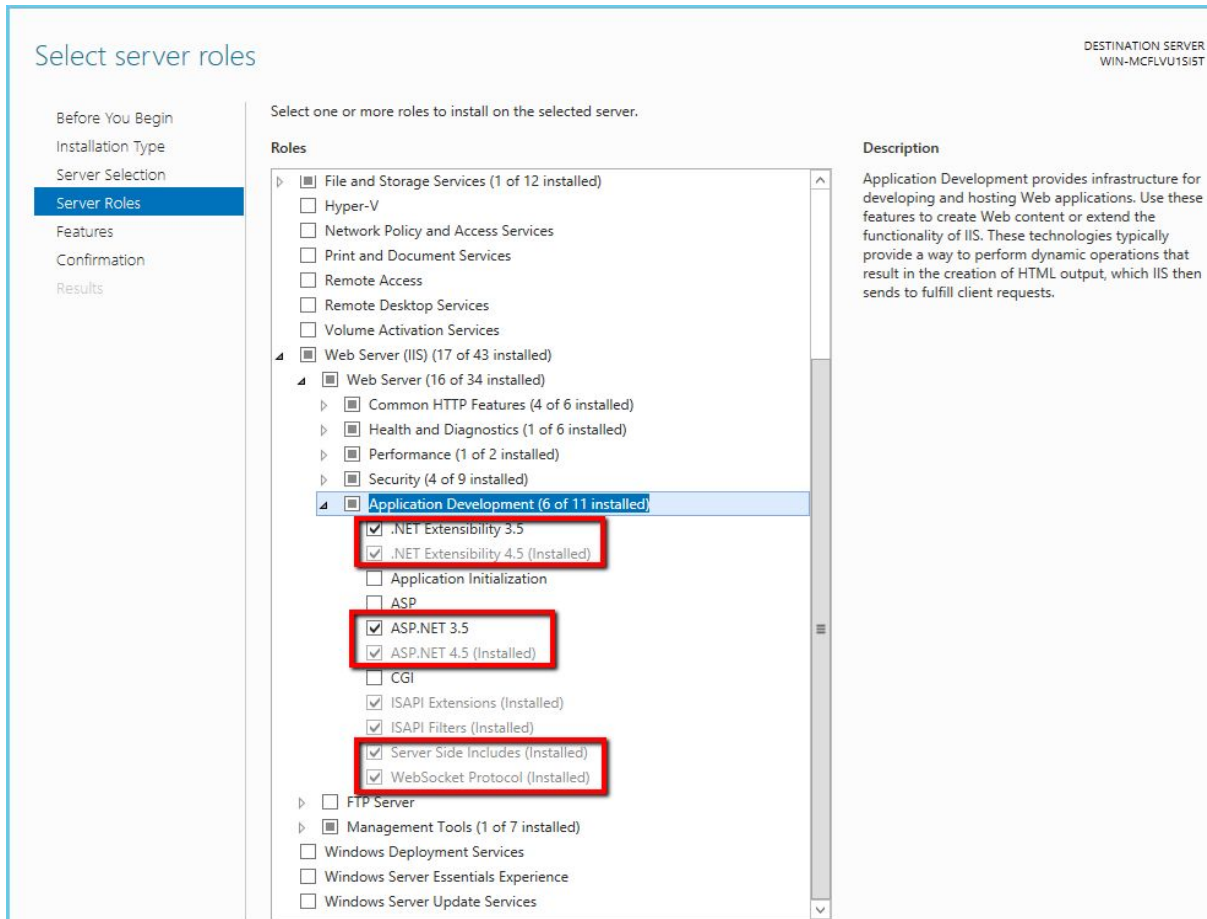 Select server roles
DESTINATION SERVER
WIN-MCFLVU1SI5T
Before You Begin
Installation Type
Server Selection
Server Roles
Features
Confirmation
Results
Select one or more roles to install on the selected server.
Roles
File and Storage Services (1 of 12 installed)
Hyper-V
Network Policy and Access Services
Print and Document Services
Remote Access
Remote Desktop Services
Volume Activation Services
Web Server (IIS) (17 of 43 installed)
Web Server (16 of 34 installed)
Common HTTP Features (4 of 6 installed)
Health and Diagnostics (1 of 6 installed)
Performance (1 of 2 installed)
Security (4 of 9 installed)
Application Development (6 of 11 installed)
.NET Extensibility 3.5
.NET Extensibility 4.5 (Installed)
Application Initialization
ASP
ASP.NET 3.5
ASP.NET 4.5 (Installed)
CGI
ISAPI Extensions (Installed)
ISAPI Filters (Installed)
Server Side Includes (Installed)
WebSocket Protocol (Installed)
FTP Server
Management Tools (1 of 7 installed)
Windows Deployment Services
Windows Server Essentials Experience
Windows Server Update Services
Description
Application Development provides infrastructure for
developing and hosting Web applications. Use these
features to create Web content or extend the
functionality of IIS. These technologies typically
provide a way to perform dynamic operations that
result in the creation of HTML output, which IIS then
sends to fulfill client requests.